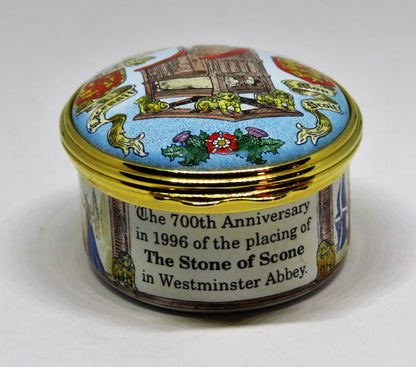 The 700th Anniversary
in 1996 of the placing of
The Stone of Scone
in Westminster Abbey.